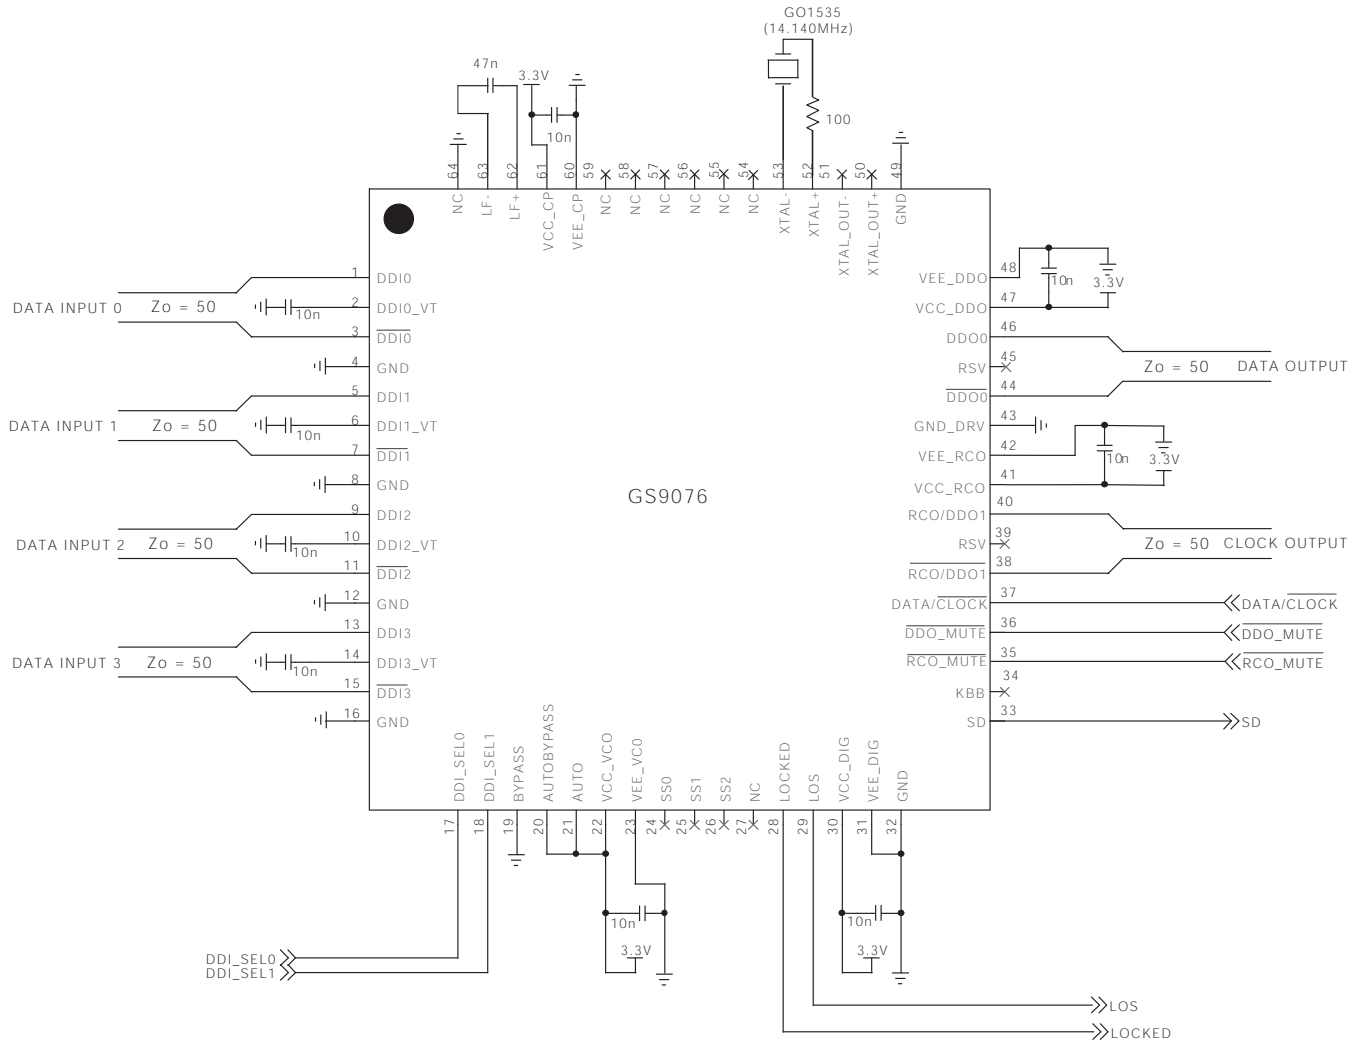 GO1535
(14.140MHz)
47n
3.3V
10n
100
64
63
62
61
60
59
58
57
56
55
54
53
52
51
50
49
NC
LF-
LF+
VCC_CP
VEE_CP
NC
NC
NC
NC
NC
NC
XTAL-
XTAL+
XTAL_OUT-
XTAL_OUT+
GND
DATA INPUT 0 Zo = 50
1 DDI0
10n
2 DDI0_VT
3 DDI0
4 GND
DATA INPUT 1 Zo = 50
5 DDI1
10n
6 DDI1_VT
7 DDI1
8 GND
DATA INPUT 2 Zo = 50
9 DDI2
10n
10 DDI2_VT
11 DDI2
12 GND
DATA INPUT 3 Zo = 50
13 DDI3
10n
14 DDI3_VT
15 DDI3
16 GND
GS9076
VEE_DDO 48
10n
3.3V
VCC_DDO 47
DDO0 46
RSV 45
Zo = 50 DATA OUTPUT
DDO0 44
GND_DRV 43
VEE_RCO 42
10n
3.3V
VCC_RCO 41
RCO/DDO1 40
RSV 39
Zo = 50 CLOCK OUTPUT
RCO/DDO1 38
DATA/CLOCK 37 DATA/CLOCK
DDO_MUTE 36 DDO_MUTE
RCO_MUTE 35 RCO_MUTE
KBB 34
SD 33 SD
DDI_SEL0
DDI_SEL1
BYPASS
AUTOBYPASS
AUTO
VCC_VCO
VEE_VC0
SS0
SS1
SS2
NC
LOCKED
LOS
VCC_DIG
VEE_DIG
GND
17
18
19
20
21
22
23
24
25
26
27
28
29
30
31
32
10n
3.3V
10n
3.3V
DDI_SEL0
DDI_SEL1
LOS
LOCKED